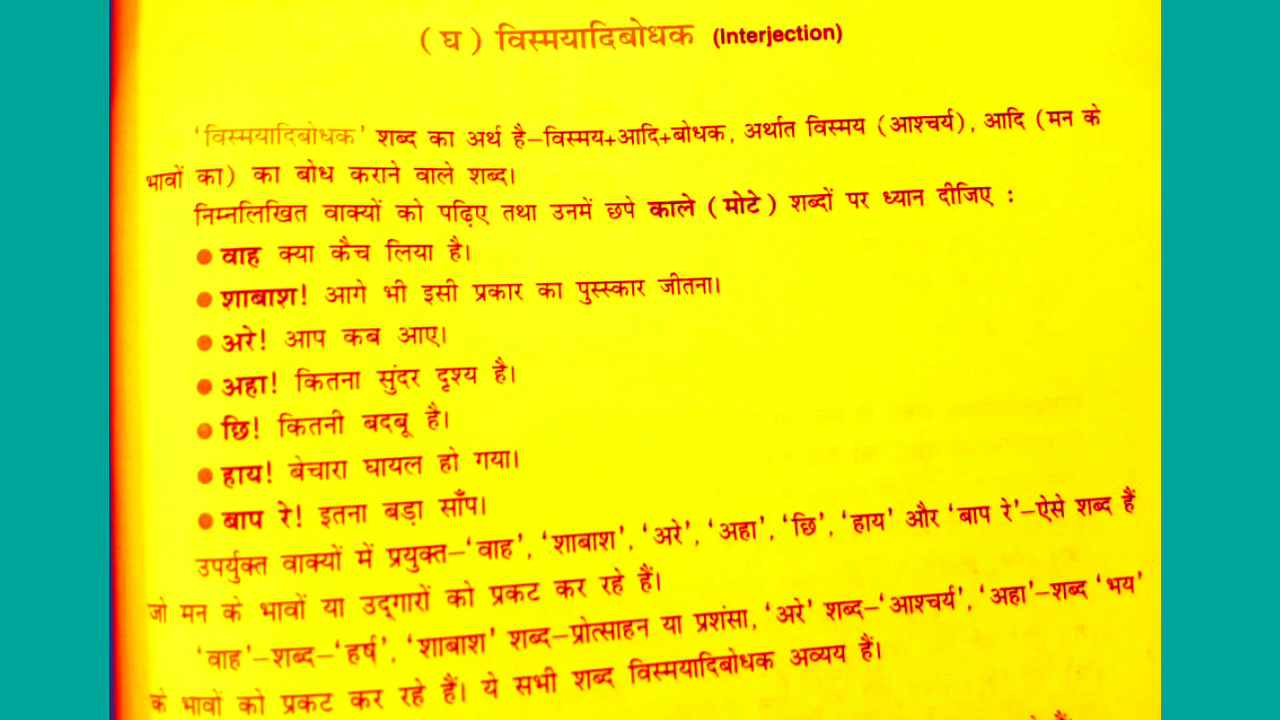 ( घ ) विस्मयादिबोधक (Interjection)
'विस्मयादिबोधक' शब्द का अर्थ है–विस्मय+आदि+बोधक, अर्थात विस्मय (आश्चर्य), आदि (मन के
भावों का) का बोध कराने वाले शब्द।
निम्नलिखित वाक्यों को पढ़िए तथा उनमें छपे काले ( मोटे ) शब्दों पर ध्यान दीजिए :
● वाह क्या कैच लिया है।
● शाबाश! आगे भी इसी प्रकार का पुस्स्कार जीतना।
● अरे! आप कब आए।
● अहा! कितना सुंदर दृश्य है।
● छि! कितनी बदबू है।
● हाय! बेचारा घायल हो गया।
● बाप रे! इतना बड़ा साँप।
उपर्युक्त वाक्यों में प्रयुक्त–'वाह', 'शाबाश', 'अरे', 'अहा', 'छि', 'हाय' और 'बाप रे'–ऐसे शब्द हैं
जो मन के भावों या उद्‌गारों को प्रकट कर रहे हैं।
'वाह'–शब्द–'हर्ष', 'शाबाश' शब्द–प्रोत्साहन या प्रशंसा, 'अरे' शब्द–'आश्चर्य', 'अहा'–शब्द 'भय'
के भावों को प्रकट कर रहे हैं। ये सभी शब्द विस्मयादिबोधक अव्यय हैं।